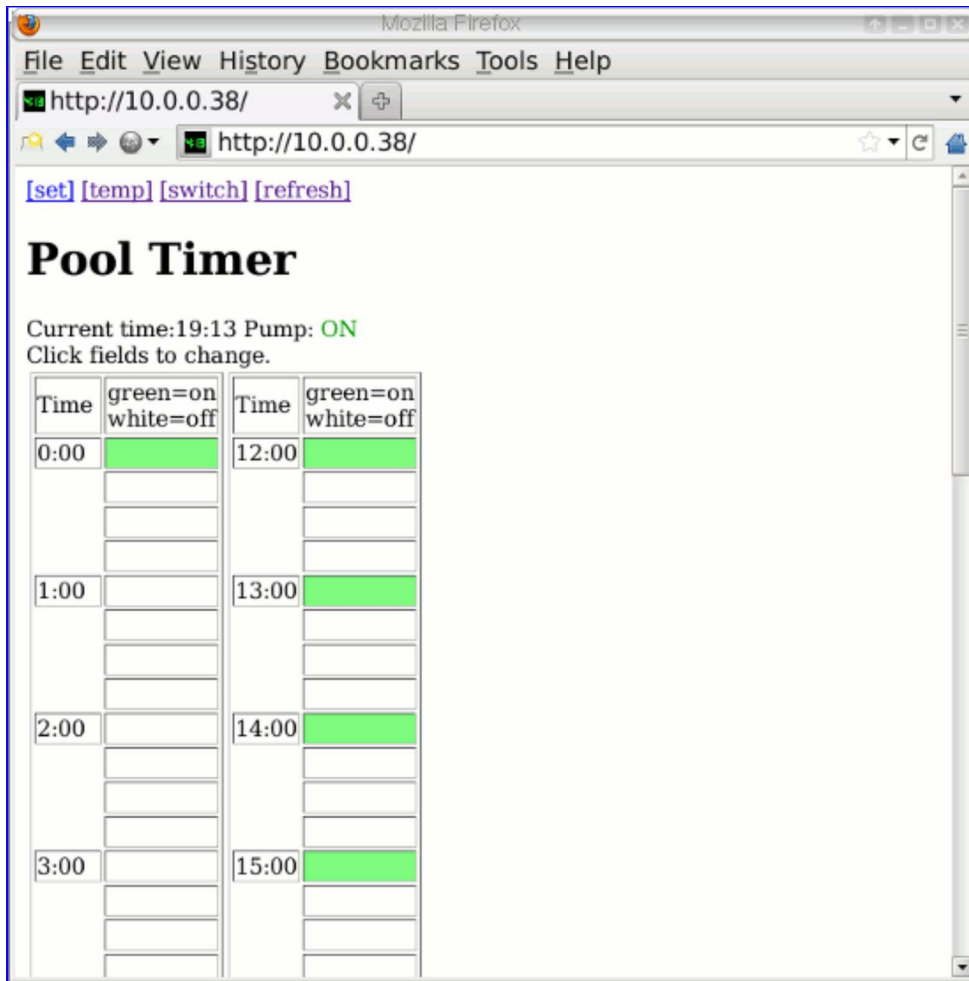 Mozilla Firefox
File Edit View History Bookmarks Tools Help
http://10.0.0.38/
http://10.0.0.38/
[set] [temp] [switch] [refresh]
Pool Timer
Current time:19:13 Pump: ON
Click fields to change.
Time green=on white=off Time green=on white=off
0:00 12:00
1:00 13:00
2:00 14:00
3:00 15:00